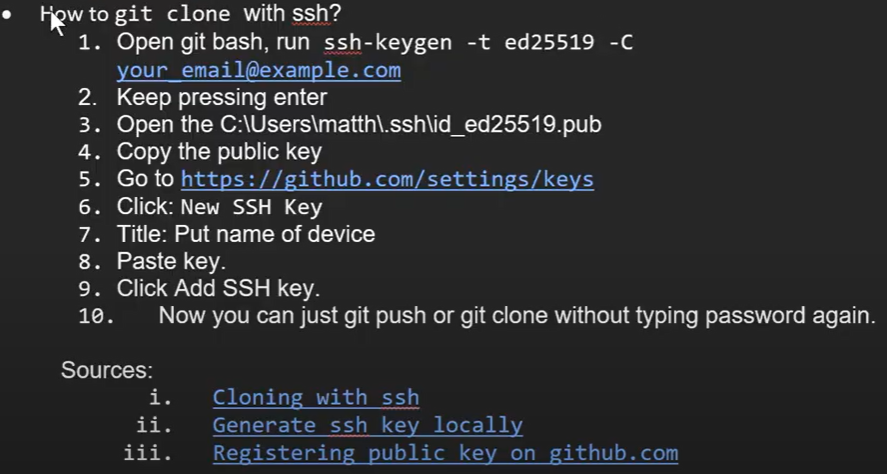 • How to git clone with ssh?
1. Open git bash, run ssh-keygen -t ed25519 -C
your_email@example.com
2. Keep pressing enter
3. Open the C:\Users\matth\.ssh\id_ed25519.pub
4. Copy the public key
5. Go to https://github.com/settings/keys
6. Click: New SSH Key
7. Title: Put name of device
8. Paste key.
9. Click Add SSH key.
10. Now you can just git push or git clone without typing password again.
Sources:
i. Cloning with ssh
ii. Generate ssh key locally
iii. Registering public key on github.com